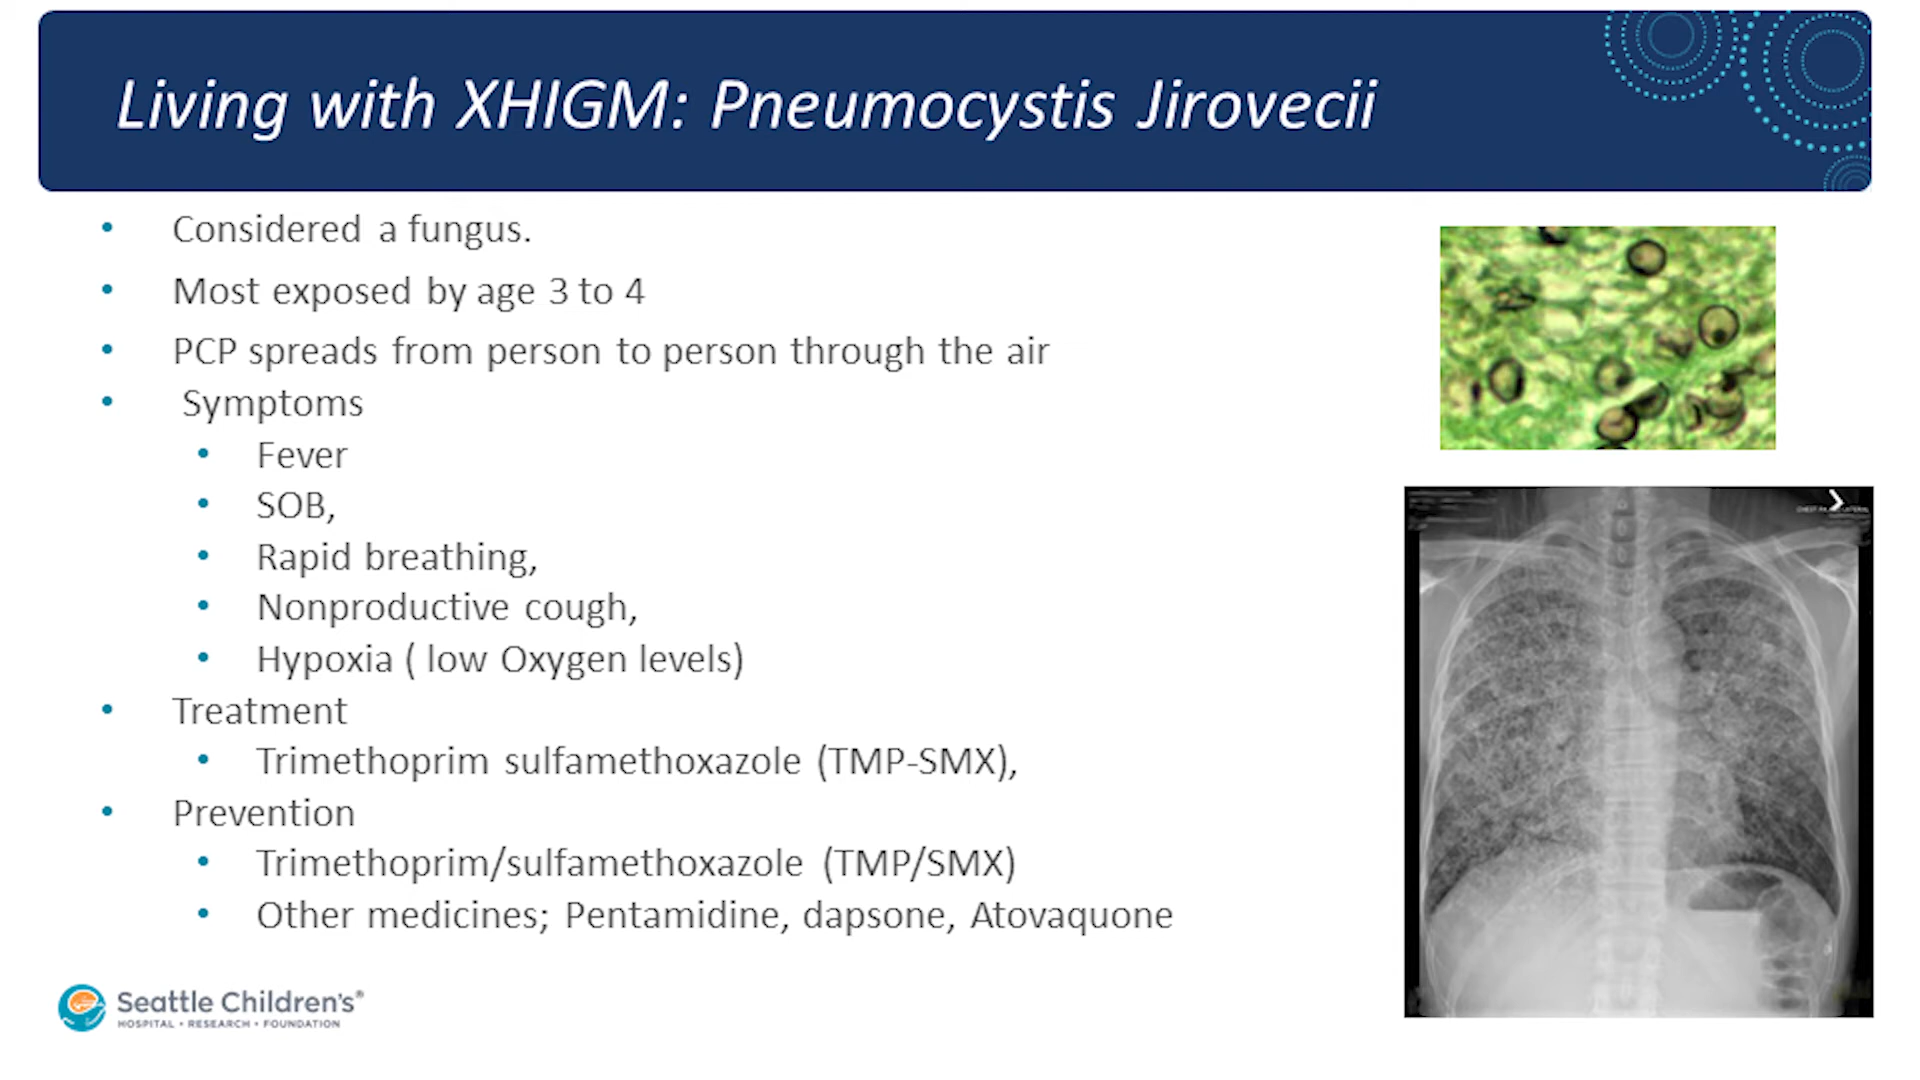 Living with XHIGM: Pneumocystis Jirovecii
• Considered a fungus.
• Most exposed by age 3 to 4
• PCP spreads from person to person through the air
• Symptoms
• Fever
• SOB,
• Rapid breathing,
• Nonproductive cough,
• Hypoxia ( low Oxygen levels)
• Treatment
• Trimethoprim sulfamethoxazole (TMP-SMX),
• Prevention
• Trimethoprim/sulfamethoxazole (TMP/SMX)
• Other medicines; Pentamidine, dapsone, Atovaquone
Seattle Children's®
HOSPITAL • RESEARCH • FOUNDATION